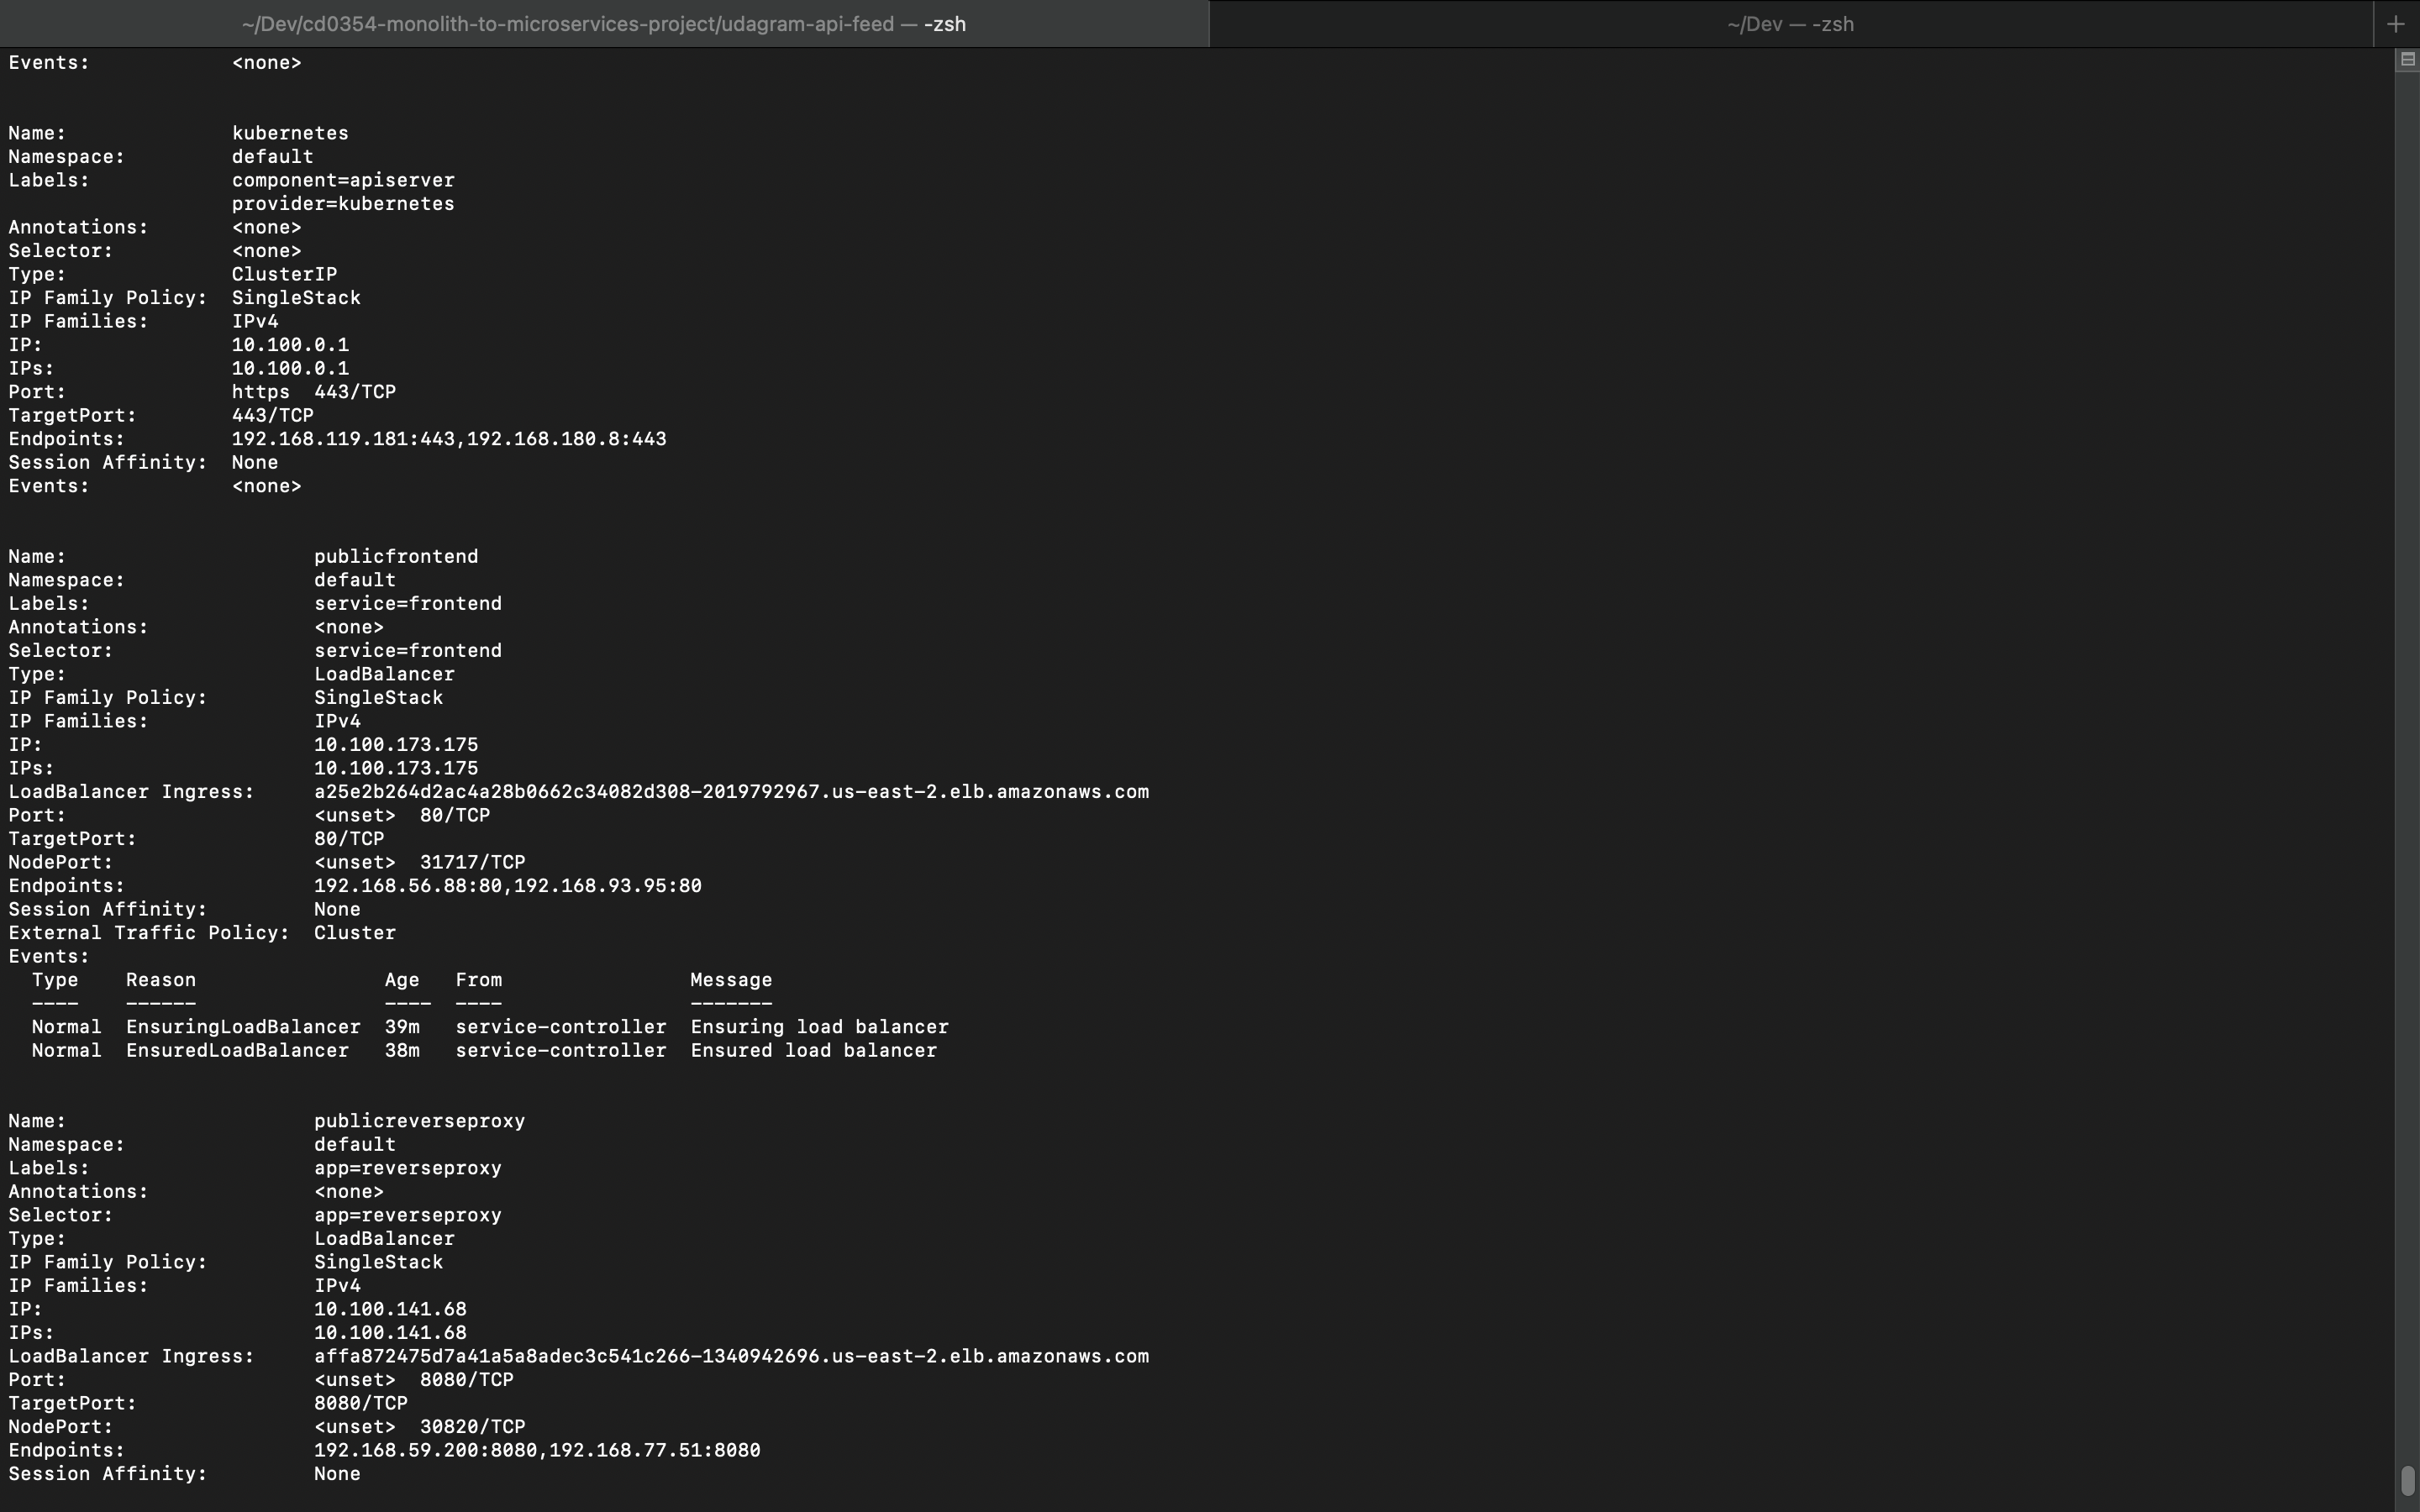 ~/Dev/cd0354-monolith-to-microservices-project/udagram-api-feed — -zsh
~/Dev — -zsh
+
Events:            <none>
Name:              kubernetes
Namespace:         default
Labels:            component=apiserver
                   provider=kubernetes
Annotations:       <none>
Selector:          <none>
Type:              ClusterIP
IP Family Policy:  SingleStack
IP Families:       IPv4
IP:                10.100.0.1
IPs:               10.100.0.1
Port:              https  443/TCP
TargetPort:        443/TCP
Endpoints:         192.168.119.181:443,192.168.180.8:443
Session Affinity:  None
Events:            <none>
Name:                     publicfrontend
Namespace:                default
Labels:                   service=frontend
Annotations:              <none>
Selector:                 service=frontend
Type:                     LoadBalancer
IP Family Policy:         SingleStack
IP Families:              IPv4
IP:                       10.100.173.175
IPs:                      10.100.173.175
LoadBalancer Ingress:     a25e2b264d2ac4a28b0662c34082d308-2019792967.us-east-2.elb.amazonaws.com
Port:                     <unset>  80/TCP
TargetPort:               80/TCP
NodePort:                 <unset>  31717/TCP
Endpoints:                192.168.56.88:80,192.168.93.95:80
Session Affinity:         None
External Traffic Policy:  Cluster
Events:
  Type    Reason                Age   From                Message
  ----    ------                ----  ----                -------
  Normal  EnsuringLoadBalancer  39m   service-controller  Ensuring load balancer
  Normal  EnsuredLoadBalancer   38m   service-controller  Ensured load balancer
Name:                     publicreverseproxy
Namespace:                default
Labels:                   app=reverseproxy
Annotations:              <none>
Selector:                 app=reverseproxy
Type:                     LoadBalancer
IP Family Policy:         SingleStack
IP Families:              IPv4
IP:                       10.100.141.68
IPs:                      10.100.141.68
LoadBalancer Ingress:     affa872475d7a41a5a8adec3c541c266-1340942696.us-east-2.elb.amazonaws.com
Port:                     <unset>  8080/TCP
TargetPort:               8080/TCP
NodePort:                 <unset>  30820/TCP
Endpoints:                192.168.59.200:8080,192.168.77.51:8080
Session Affinity:         None